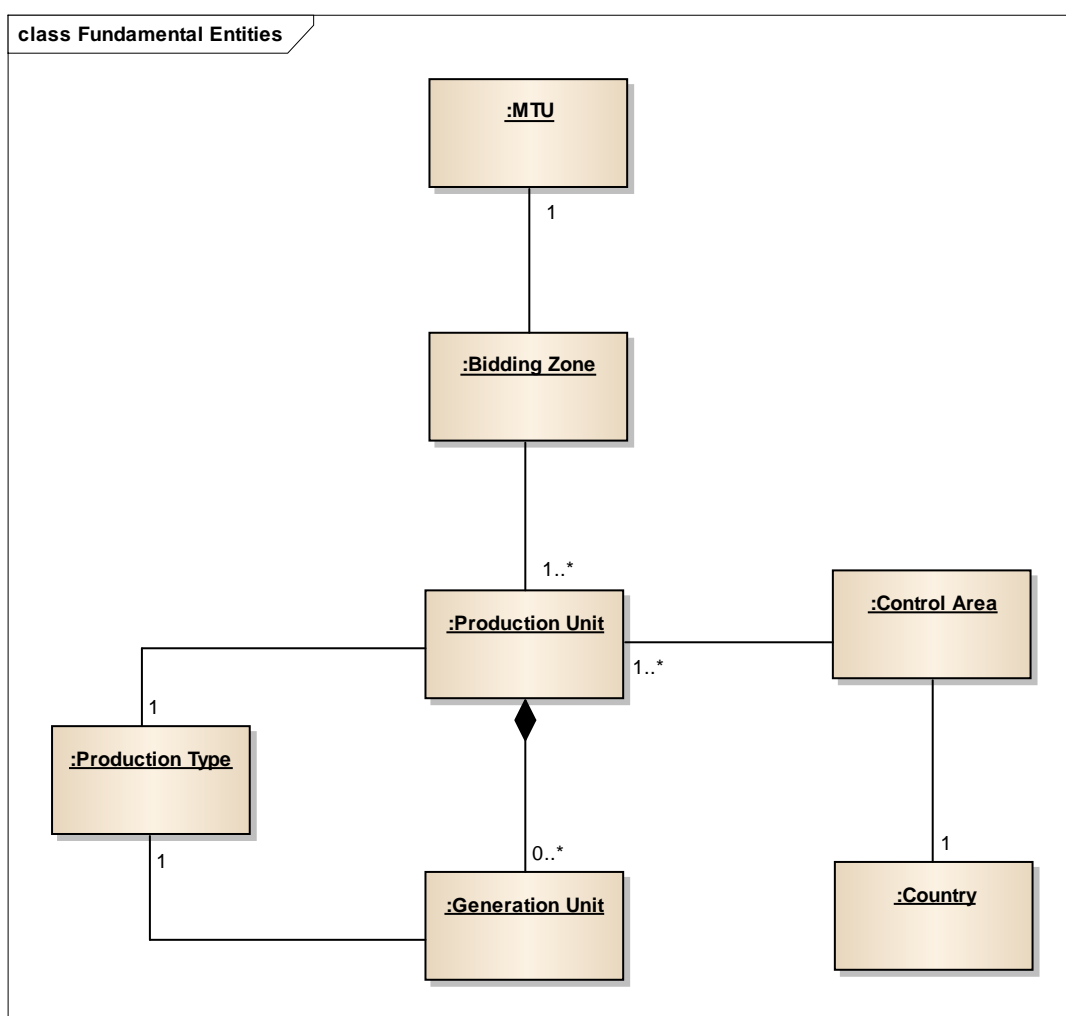 class Fundamental Entities
:MTU
1
:Bidding Zone
1..*
:Production Unit
:Control Area
1..*
1
:Production Type
1
0..*
:Generation Unit
1
:Country